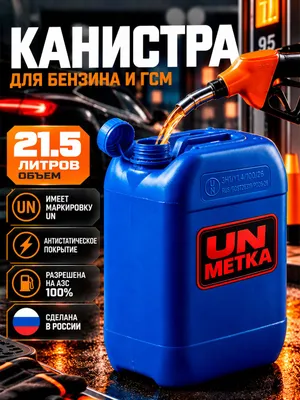 КАНИСТРА
ДЛЯ БЕНЗИНА И ГСМ
95
21.5
ЛИТРОВ
ОБЪЕМ
UN
ИМЕЕТ
МАРКИРОВКУ
UN
АНТИСТАТИЧЕСКОЕ
ПОКРЫТИЕ
РАЗРЕШЕНА
НА АЗС
100%
СДЕЛАНА
В РОССИИ
UN
МЕТКА